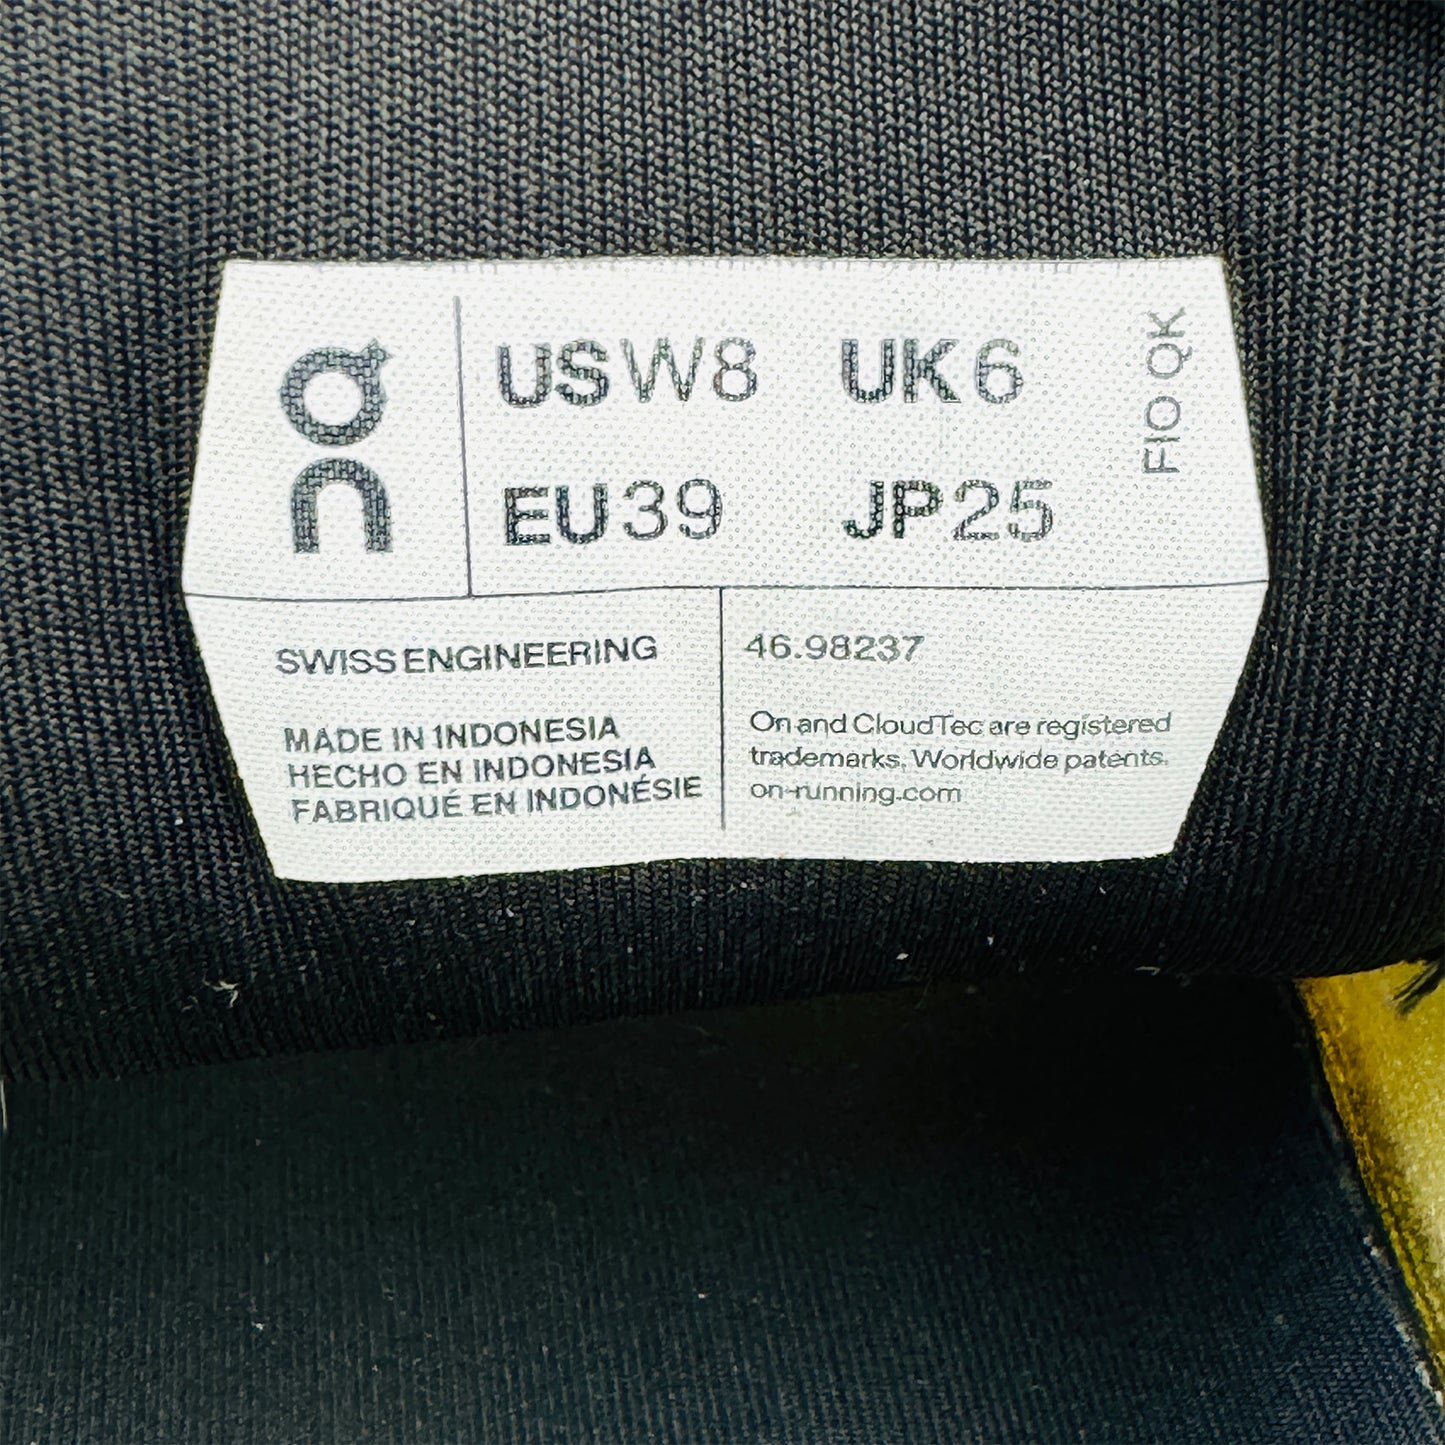 On
USW8 UK6
EU39 JP25
FIO QK
SWISS ENGINEERING
MADE IN INDONESIA
HECHO EN INDONESIA
FABRIQUÉ EN INDONÉSIE
46.98237
On and CloudTec are registered
trademarks. Worldwide patents.
on-running.com